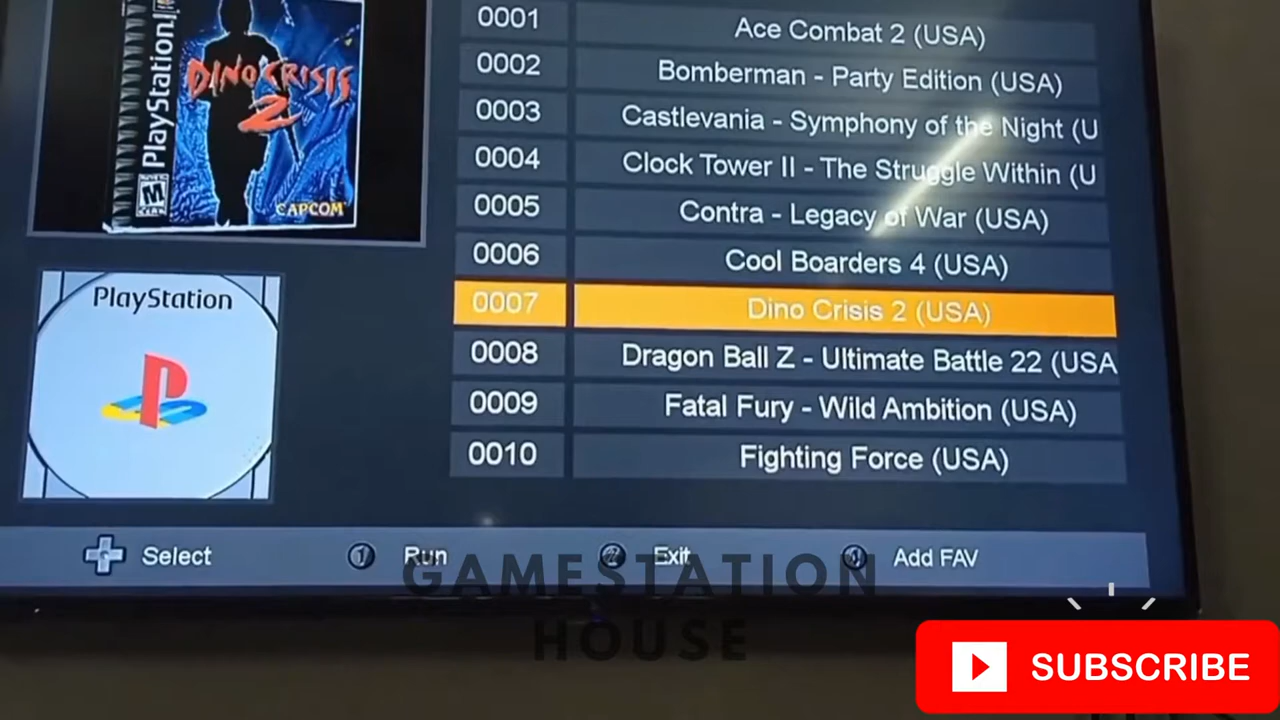 PlayStation
DINO CRISIS
2
M
CAPCOM
PlayStation
0001 Ace Combat 2 (USA)
0002 Bomberman - Party Edition (USA)
0003 Castlevania - Symphony of the Night (U
0004 Clock Tower II - The Struggle Within (U
0005 Contra - Legacy of War (USA)
0006 Cool Boarders 4 (USA)
0007 Dino Crisis 2 (USA)
0008 Dragon Ball Z - Ultimate Battle 22 (USA
0009 Fatal Fury - Wild Ambition (USA)
0010 Fighting Force (USA)
Select 1 Run 2 Exit 4 Add FAV
GAMESTATION
HOUSE
SUBSCRIBE